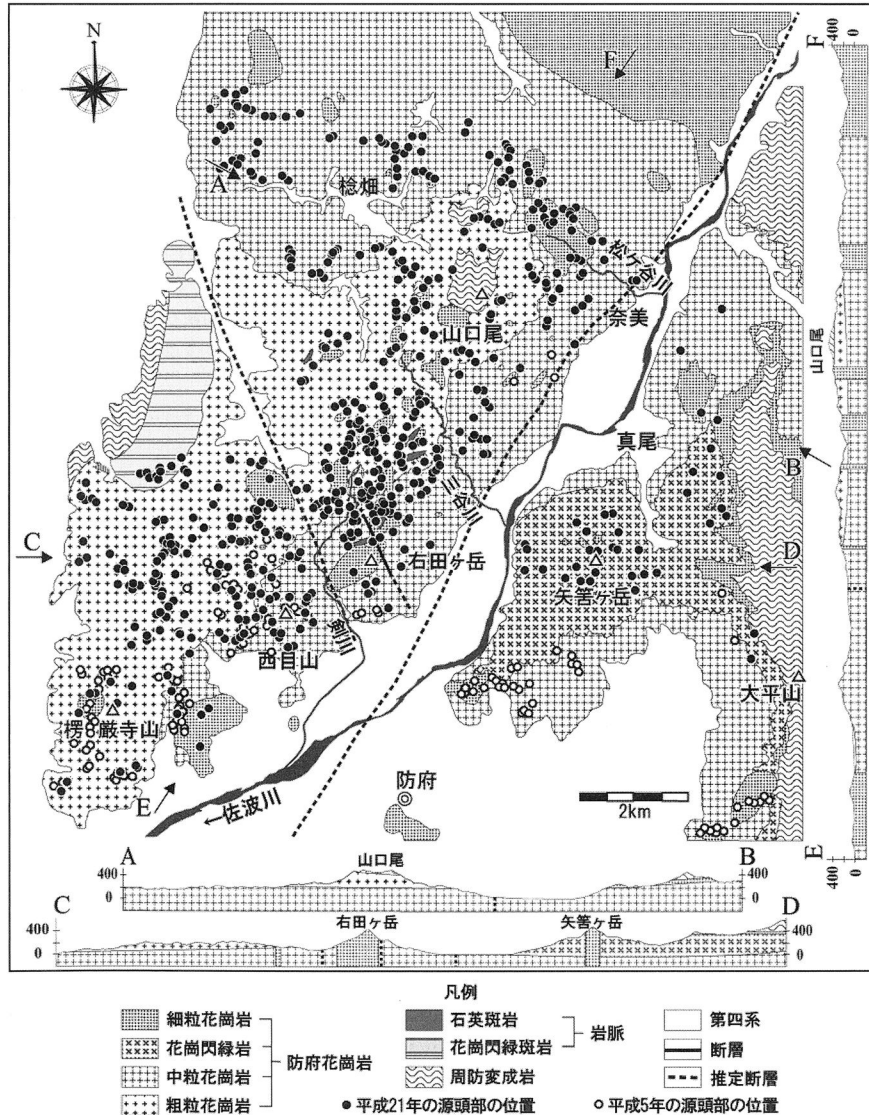 N
F
F
0
400
A
稔畑
松ケ谷川
奈美
山口尾
山口尾
真尾
B
C
三谷川
D
右田ヶ岳
矢筈ヶ岳
剣川
西目山
大平山
楞厳寺山
E
防府
2km
←佐波川
E
400
0
A
山口尾
B
400
0
400
0
C
右田ヶ岳
矢筈ヶ岳
D
400
0
400
0
凡例
細粒花崗岩
石英斑岩
第四系
花崗閃緑岩
花崗閃緑斑岩
岩脈
断層
防府花崗岩
中粒花崗岩
周防変成岩
推定断層
粗粒花崗岩
平成21年の源頭部の位置
平成5年の源頭部の位置